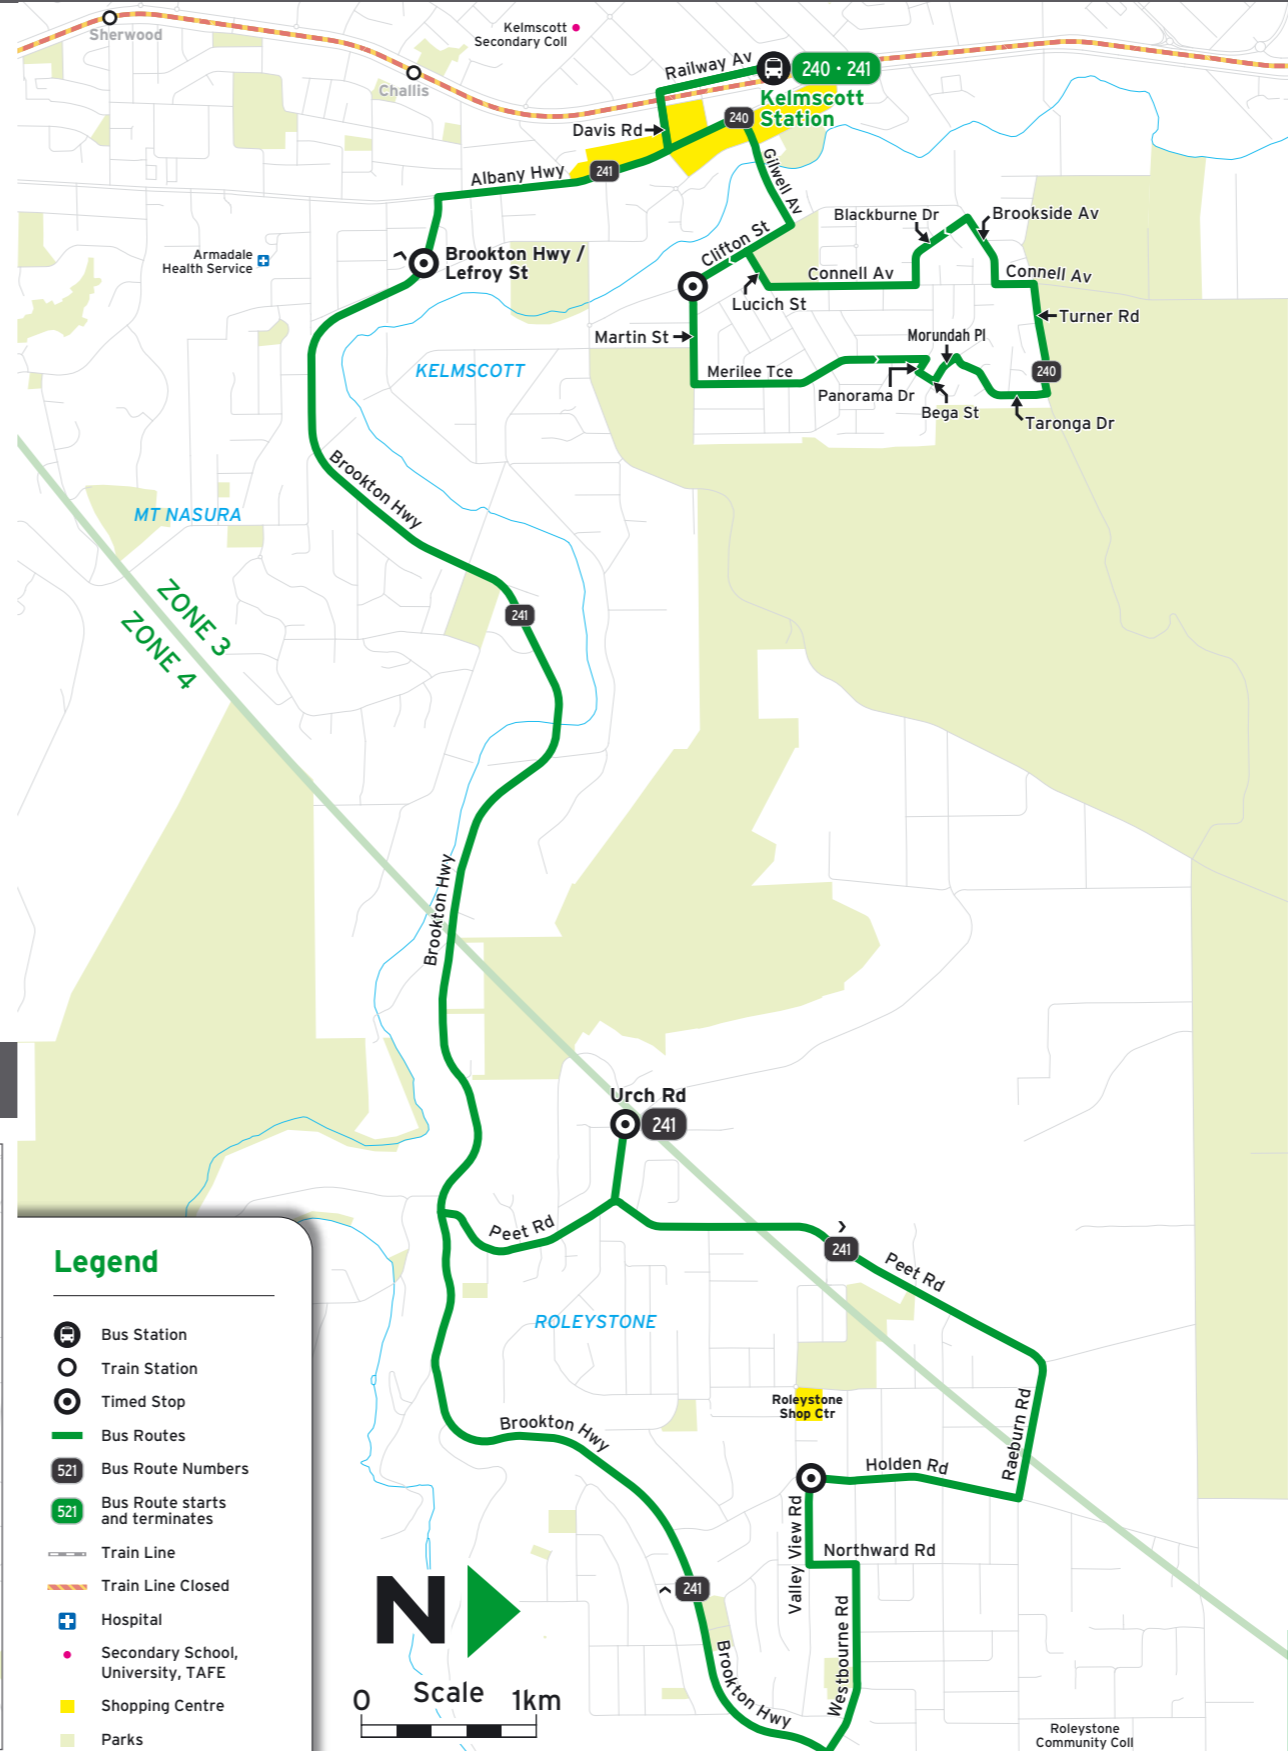 Sherwood
Challis
Kelmscott
Secondary Coll
Railway Av
240 · 241
Kelmscott
Station
Davis Rd
240
241
Albany Hwy
Gilwell Av
Armadale
Health Service
Brookton Hwy /
Lefroy St
Clifton St
Blackburne Dr
Brookside Av
Connell Av
Connell Av
Lucich St
Turner Rd
Martin St
Morundah Pl
Merilee Tce
240
Panorama Dr
Bega St
Taronga Dr
KELMSCOTT
Brookton Hwy
MT NASURA
ZONE 3
ZONE 4
241
Brookton Hwy
Urch Rd
241
Peet Rd
241
Peet Rd
ROLEYSTONE
Roleystone
Shop Ctr
Brookton Hwy
Holden Rd
Raeburn Rd
Valley View Rd
Northward Rd
241
Westbourne Rd
Brookton Hwy
Roleystone
Community Coll
Legend
Bus Station
Train Station
Timed Stop
Bus Routes
521 Bus Route Numbers
521 Bus Route starts
and terminates
Train Line
Train Line Closed
Hospital
Secondary School,
University, TAFE
Shopping Centre
Parks
N
0 Scale 1km